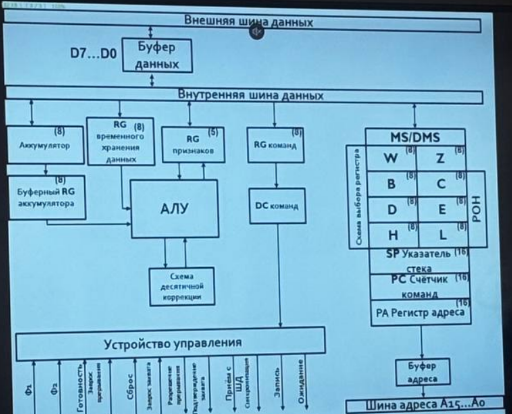 Внешняя шина данных
D7...D0
Буфер
данных
Внутренняя шина данных
(8)
Аккумулятор
RG (8)
временного
хранения
данных
RG (5)
признаков
(8)
RG команд
MS/DMS
Схема выбора регистра
W (8)
Z (8)
B (8)
C (8)
D (8)
E (8)
H (8)
L (8)
РОН
(8)
Буферный RG
аккумулятора
АЛУ
DC команд
SP Указатель (16)
стека
PC Счётчик (16)
команд
(16)
РА Регистр адреса
Схема
десятичной
коррекции
Устройство управления
Буфер
адреса
Шина адреса A15...A0
Ф1
Ф2
Готовность
Запрос
прерывания
Сброс
Запрос захвата
Разрешение
прерывания
Подтверждение
захвата
Приём с
ШД
Синхронизация
Запись
Ожидание